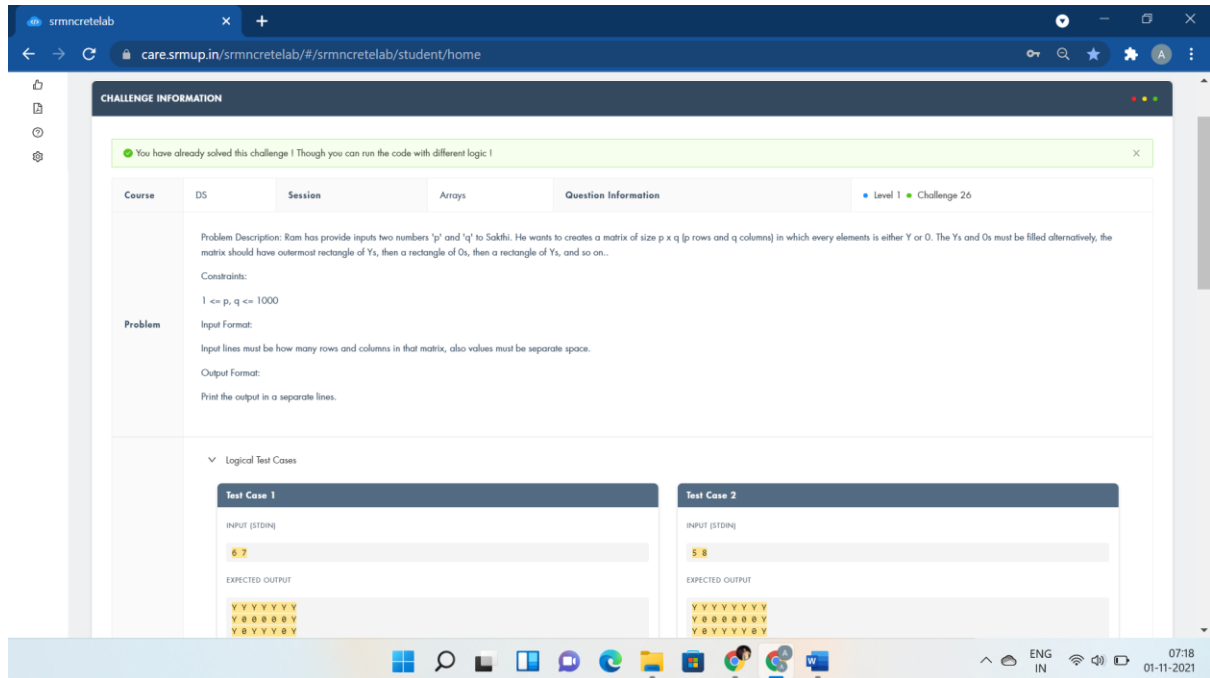 srmncretelab
care.srmup.in/srmncretelab/#/srmncretelab/student/home
A
CHALLENGE INFORMATION
You have already solved this challenge ! Though you can run the code with different logic !
Course DS Session Arrays Question Information Level 1 Challenge 26
Problem Description: Ram has provide inputs two numbers 'p' and 'q' to Sakthi. He wants to creates a matrix of size p x q (p rows and q columns) in which every elements is either Y or 0. The Ys and 0s must be filled alternatively, the
matrix should have outermost rectangle of Ys, then a rectangle of 0s, then a rectangle of Ys, and so on..
Constraints:
1 <= p, q <= 1000
Problem
Input Format:
Input lines must be how many rows and columns in that matrix, also values must be separate space.
Output Format:
Print the output in a separate lines.
Logical Test Cases
Test Case 1
INPUT (STDIN)
6 7
EXPECTED OUTPUT
Y Y Y Y Y Y Y
Y 0 0 0 0 0 Y
Y 0 Y Y Y 0 Y
Test Case 2
INPUT (STDIN)
5 8
EXPECTED OUTPUT
Y Y Y Y Y Y Y Y
Y 0 0 0 0 0 0 Y
Y 0 Y Y Y Y 0 Y
ENG
IN
07:18
01-11-2021